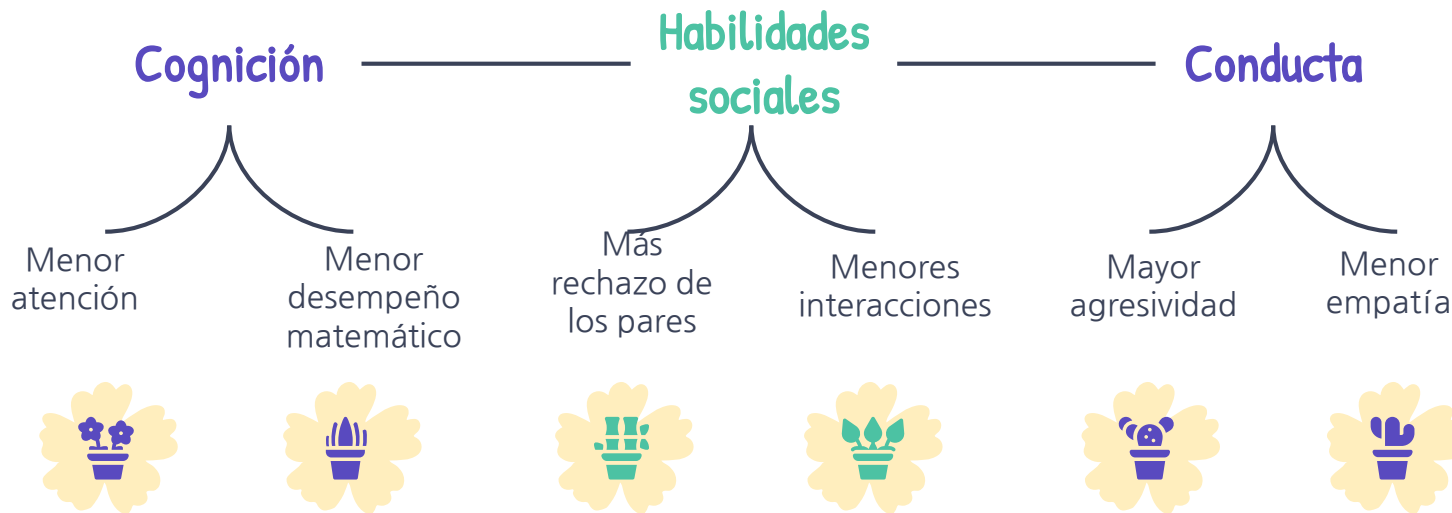 Cognición
Habilidades
sociales
Conducta
Menor
atención
Menor
desempeño
matemático
Más
rechazo de
los pares
Menores
interacciones
Mayor
agresividad
Menor
empatía